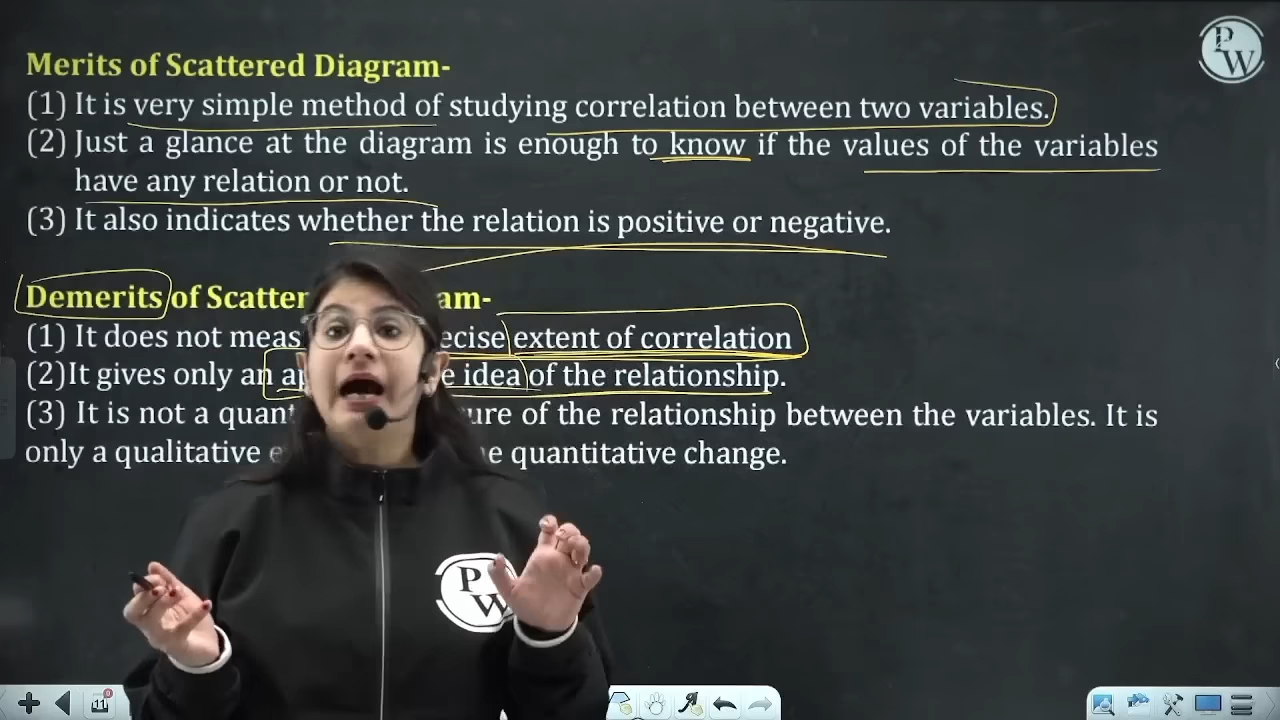 PW
Merits of Scattered Diagram-
(1) It is very simple method of studying correlation between two variables.
(2) Just a glance at the diagram is enough to know if the values of the variables
have any relation or not.
(3) It also indicates whether the relation is positive or negative.
Demerits of Scatter am-
(1) It does not meas ecise extent of correlation
(2)It gives only an ap e idea of the relationship.
(3) It is not a quant ure of the relationship between the variables. It is
only a qualitative e e quantitative change.
PW
11